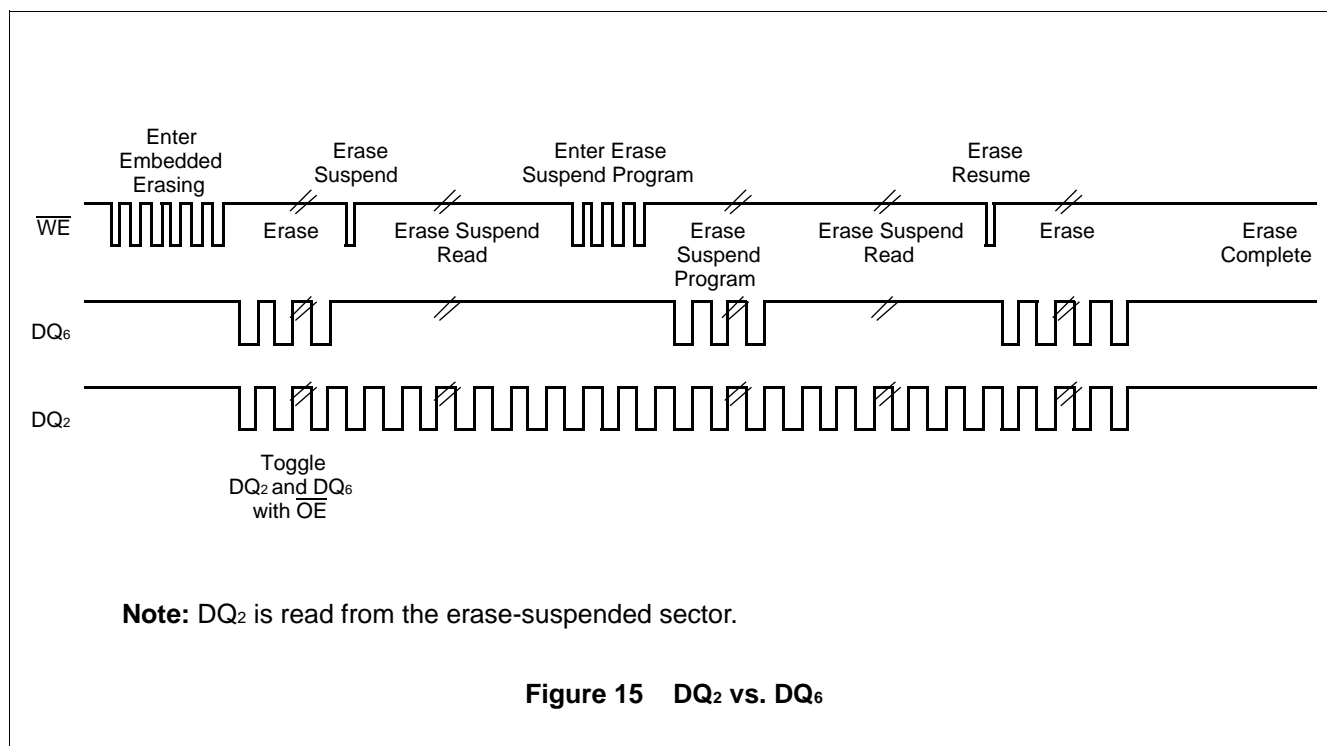 Enter
Embedded
Erasing
Erase
Suspend
Enter Erase
Suspend Program
Erase
Resume
WE
Erase
Erase Suspend
Read
Erase
Suspend
Program
Erase Suspend
Read
Erase
Erase
Complete
DQ6
DQ2
Toggle
DQ2 and DQ6
with OE
Note: DQ2 is read from the erase-suspended sector.
Figure 15 DQ2 vs. DQ6